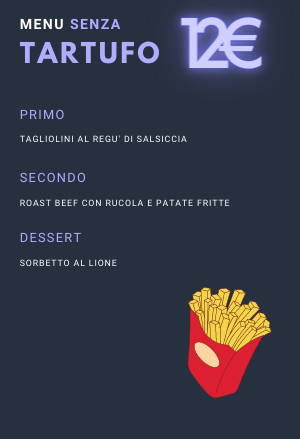 MENU SENZA
TARTUFO
12€
PRIMO
TAGLIOLINI AL REGU' DI SALSICCIA
SECONDO
ROAST BEEF CON RUCOLA E PATATE FRITTE
DESSERT
SORBETTO AL LIONE